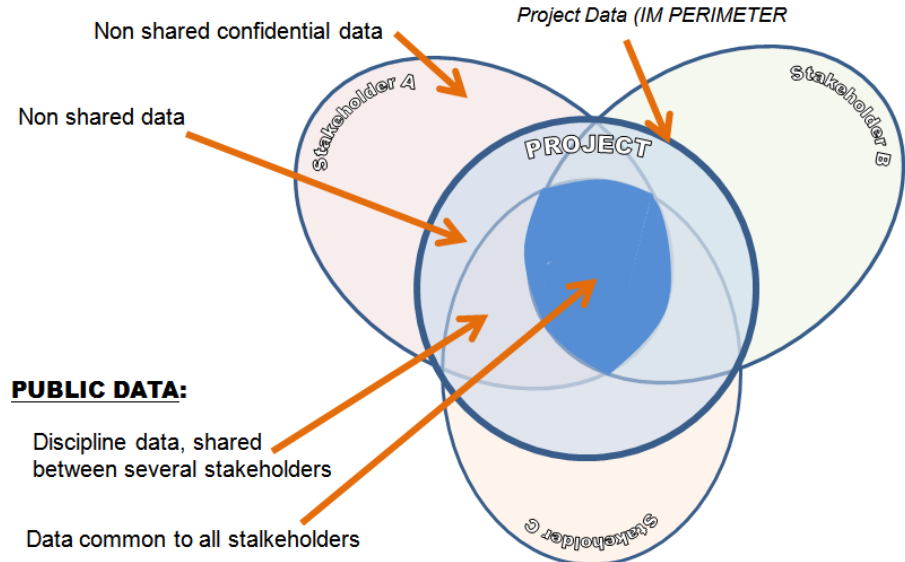 Project Data (IM PERIMETER
Non shared confidential data
Stakeholder A
Stakeholder B
Non shared data
PROJECT
PUBLIC DATA:
Discipline data, shared
between several stakeholders
Data common to all stalkeholders
Stakeholder C